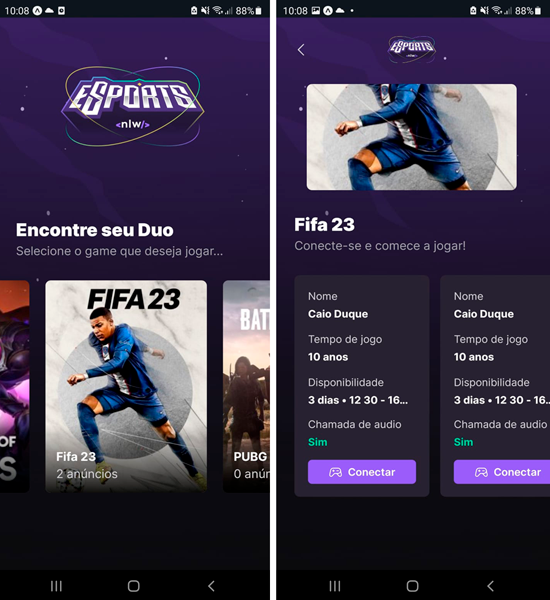 10:08
88%
ESPORTS
<nlw/>
Encontre seu Duo
Selecione o game que deseja jogar...
OF
S
FIFA 23
Fifa 23
2 anúncios
BAT
PUBG
0 anún
10:08
88%
ESPORTS
Fifa 23
Conecte-se e comece a jogar!
Nome
Caio Duque
Tempo de jogo
10 anos
Disponibilidade
3 dias • 12 30 - 16...
Chamada de audio
Sim
Conectar
Nome
Caio Duque
Tempo de jogo
10 anos
Disponibilidade
3 dias • 12 30 - 16..
Chamada de audio
Sim
Conectar